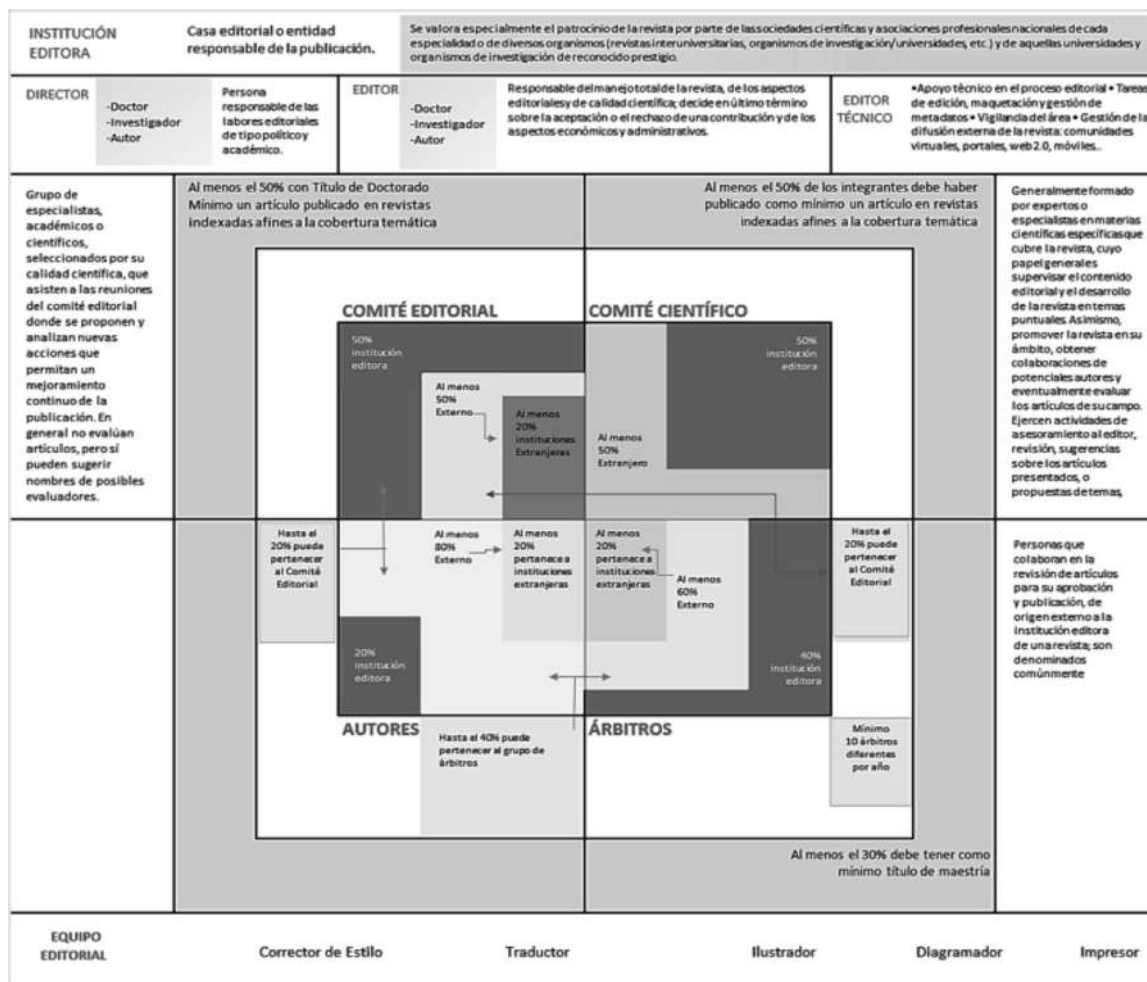 INSTITUCIÓN
EDITORA
Casa editorial o entidad
responsable de la publicación.
Se valora especialmente el patrocinio de la revista por parte de las sociedades científicas y asociaciones profesionales nacionales de cada
especialidad o de diversos organismos (revistas interuniversitarias, organismos de investigación/universidades, etc.) y de aquellas universidades y
organismos de investigación de reconocido prestigio.
DIRECTOR
-Doctor
-Investigador
-Autor
Persona
responsable de las
labores editoriales
de tipo político y
académico.
EDITOR
-Doctor
-Investigador
-Autor
Responsable del manejo total de la revista, de los aspectos
editoriales y de calidad científica; decide en último término
sobre la aceptación o el rechazo de una contribución y de los
aspectos económicos y administrativos.
EDITOR
TÉCNICO
•Apoyo técnico en el proceso editorial • Tareas
de edición, maquetación y gestión de
metadatos • Vigilancia del área • Gestión de la
difusión externa de la revista: comunidades
virtuales, portales, web 2.0, móviles..
Grupo de
especialistas,
académicos o
científicos,
seleccionados por su
calidad científica, que
asisten a las reuniones
del comité editorial
donde se proponen y
analizan nuevas
acciones que
permitan un
mejoramiento
continuo de la
publicación. En
general no evalúan
artículos, pero sí
pueden sugerir
nombres de posibles
evaluadores.
Al menos el 50% con Título de Doctorado
Mínimo un artículo publicado en revistas
indexadas afines a la cobertura temática
Al menos el 50% de los integrantes debe haber
publicado como mínimo un artículo en revistas
indexadas afines a la cobertura temática
Generalmente formado
por expertos o
especialistas en materias
científicas específicas que
cubre la revista, cuyo
papel general es
supervisar el contenido
editorial y el desarrollo
de la revista en temas
puntuales. Asimismo,
promover la revista en su
ámbito, obtener
colaboraciones de
potenciales autores y
eventualmente evaluar
los artículos de su campo.
Ejercen actividades de
asesoramiento al editor,
revisión, sugerencias
sobre los artículos
presentados, o
propuestas de temas,
COMITÉ EDITORIAL
COMITÉ CIENTÍFICO
50%
institución
editora
Al menos
50%
Externo
Al menos
20%
instituciones
Extranjeras
Al menos
50%
Extranjero
50%
institución
editora
Hasta el
20% puede
pertenecer
al Comité
Editorial
Al menos
80%
Externo
Al menos
20%
pertenece a
instituciones
extranjeras
Al menos
20%
pertenece a
instituciones
extranjeras
Al menos
60%
Externo
Hasta el
20% puede
pertenecer
al Comité
Editorial
20%
institución
editora
40%
institución
editora
AUTORES
ÁRBITROS
Hasta el 40% puede
pertenecer al grupo de
árbitros
Mínimo
10 árbitros
diferentes
por año
Personas que
colaboran en la
revisión de artículos
para su aprobación
y publicación, de
origen externo a la
Institución editora
de una revista; son
denominados
comúnmente
Al menos el 30% debe tener como
mínimo título de maestría
EQUIPO
EDITORIAL
Corrector de Estilo
Traductor
Ilustrador
Diagramador
Impresor